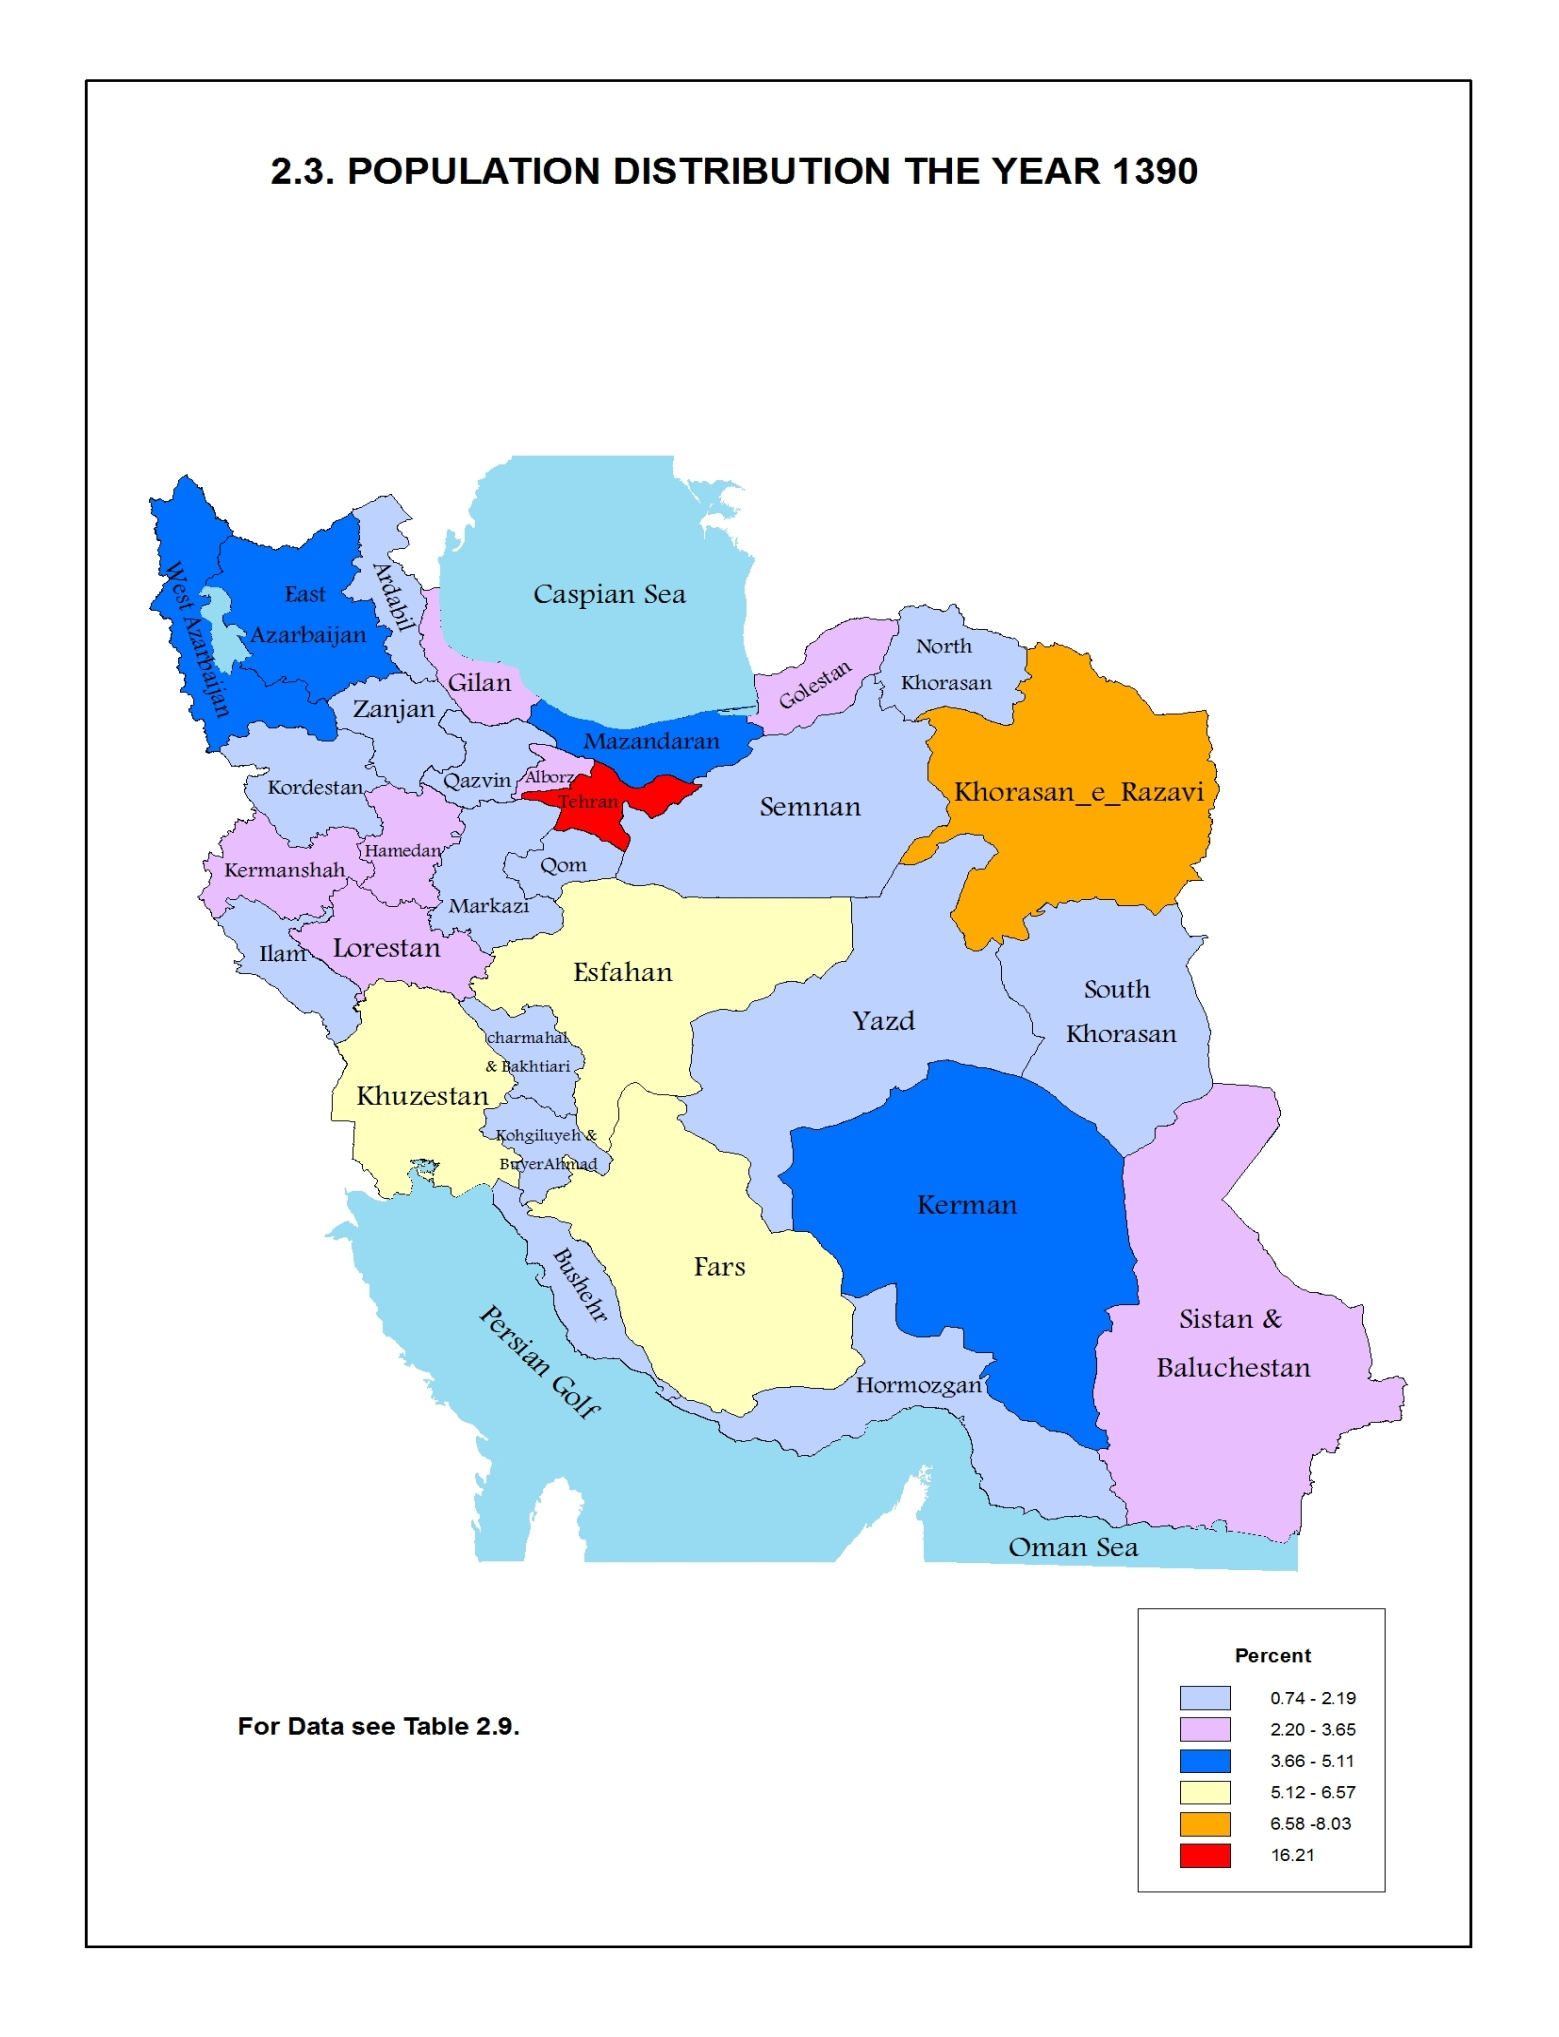 2.3. POPULATION DISTRIBUTION THE YEAR 1390
Caspian Sea
West Azarbaijan
East
Azarbaijan
Ardabil
Gilan
Zanjan
Golestan
North
Khorasan
Mazandaran
Kordestan
Qazvin
Alborz
Tehran
Semnan
Khorasan_e_Razavi
Kermanshah
Hamedan
Qom
Markazi
Ilam
Lorestan
Esfahan
Yazd
South
Khorasan
charmahal
& Bakhtiari
Khuzestan
Kohgiluyeh &
BuyerAhmad
Kerman
Fars
Bushehr
Persian Golf
Sistan &
Baluchestan
Hormozgan
Oman Sea
Percent
0.74 - 2.19
2.20 - 3.65
3.66 - 5.11
5.12 - 6.57
6.58 -8.03
16.21
For Data see Table 2.9.